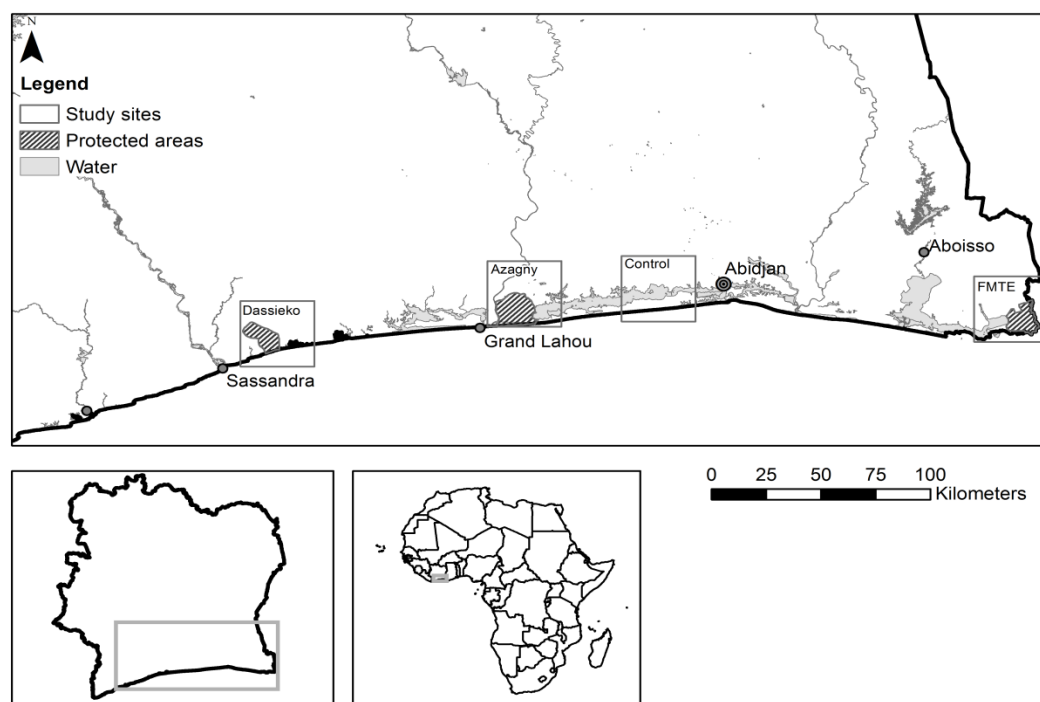 N
Legend
Study sites
Protected areas
Water
Aboisso
Azagny
Control
Abidjan
FMTE
Dassieko
Grand Lahou
Sassandra
0 25 50 75 100
Kilometers